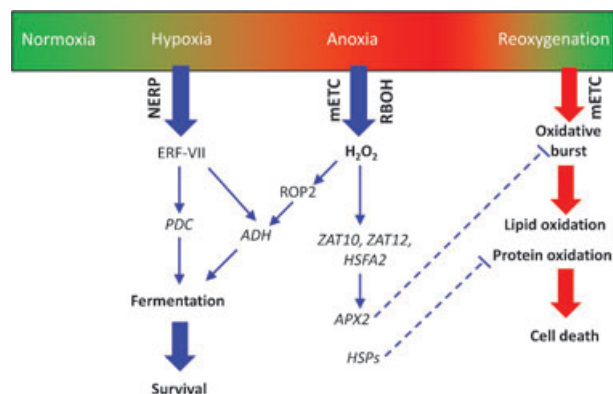 Normoxia Hypoxia Anoxia Reoxygenation
NERP
mETC
RBOH
mETC
ERF-VII
H₂O₂
Oxidative
burst
ROP2
PDC
ADH
ZAT10, ZAT12,
HSFA2
Lipid oxidation
Protein oxidation
Fermentation
APX2
Cell death
HSPs
Survival